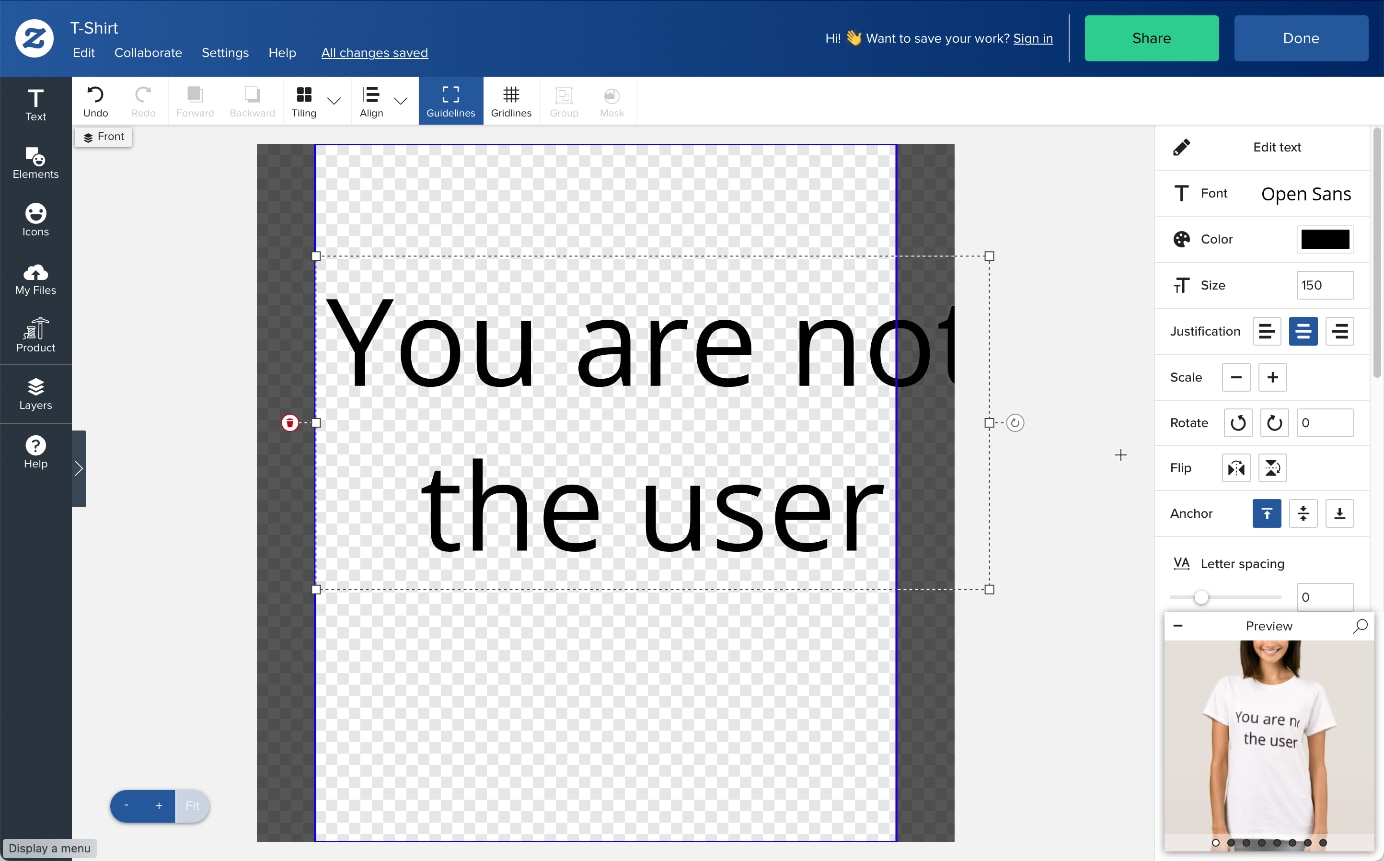 T-Shirt
Edit Collaborate Settings Help All changes saved
Hi! 👋 Want to save your work? Sign in
Share
Done
Text
Elements
Icons
My Files
Product
Layers
Help
Undo Redo Forward Backward Tiling Align Guidelines Gridlines Group Mask
Front
You are not
the user
- + Fit
Display a menu
Edit text
Font Open Sans
Color
Size 150
Justification
Scale
Rotate 0
Flip
Anchor
VA Letter spacing
0
Preview
You are no
the user